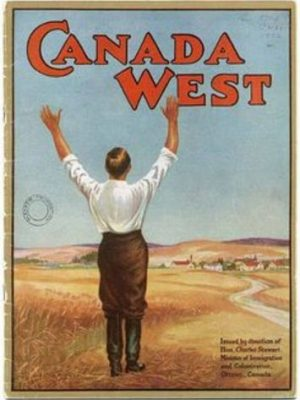 CANADA
WEST
Issued by direction of
Hon. Charles Stewart,
Minister of Immigration
and Colonization,
Ottawa, Canada.